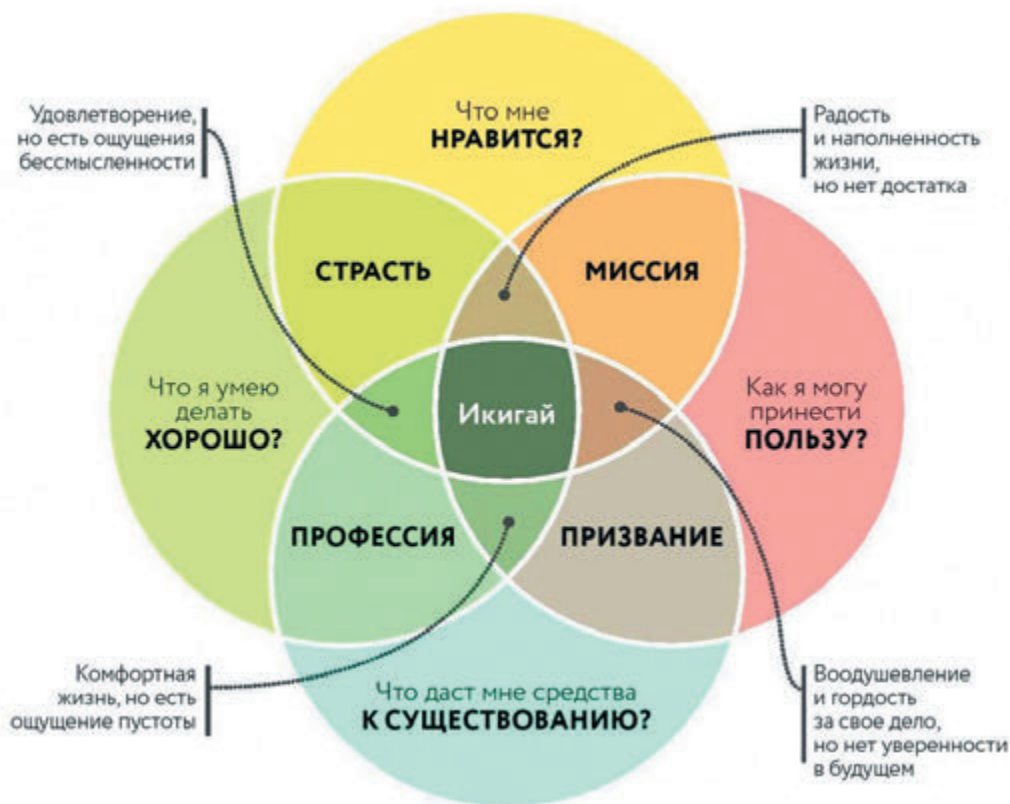 Удовлетворение,
но есть ощущения
бессмысленности
Что мне
НРАВИТСЯ?
Радость
и наполненность
жизни,
но нет достатка
СТРАСТЬ
МИССИЯ
Что я умею
делать
ХОРОШО?
Икигай
Как я могу
принести
ПОЛЬЗУ?
ПРОФЕССИЯ
ПРИЗВАНИЕ
Комфортная
жизнь, но есть
ощущение пустоты
Что даст мне средства
К СУЩЕСТВОВАНИЮ?
Воодушевление
и гордость
за свое дело,
но нет уверенности
в будущем